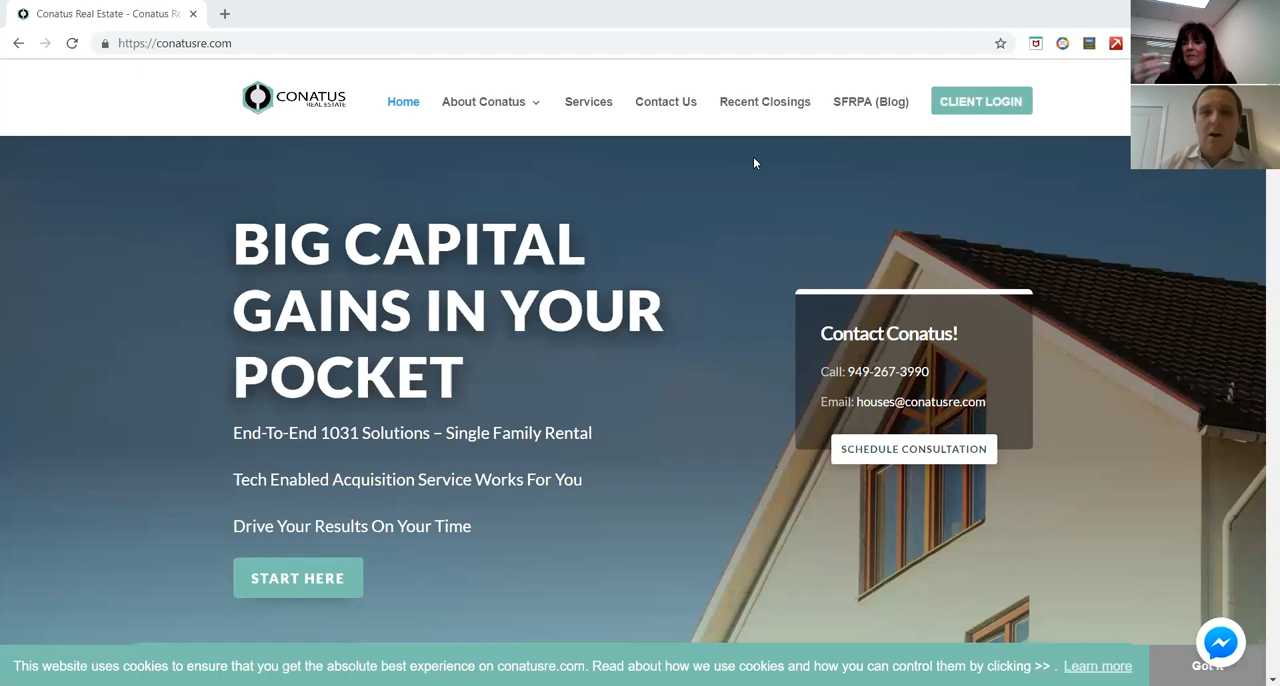 Conatus Real Estate - Conatus Re
https://conatusre.com
CONATUS
REAL ESTATE
Home
About Conatus
Services
Contact Us
Recent Closings
SFRPA (Blog)
CLIENT LOGIN
BIG CAPITAL
GAINS IN YOUR
POCKET
End-To-End 1031 Solutions – Single Family Rental
Tech Enabled Acquisition Service Works For You
Drive Your Results On Your Time
START HERE
Contact Conatus!
Call: 949-267-3990
Email: houses@conatusre.com
SCHEDULE CONSULTATION
This website uses cookies to ensure that you get the absolute best experience on conatusre.com. Read about how we use cookies and how you can control them by clicking >> . Learn more
Got it